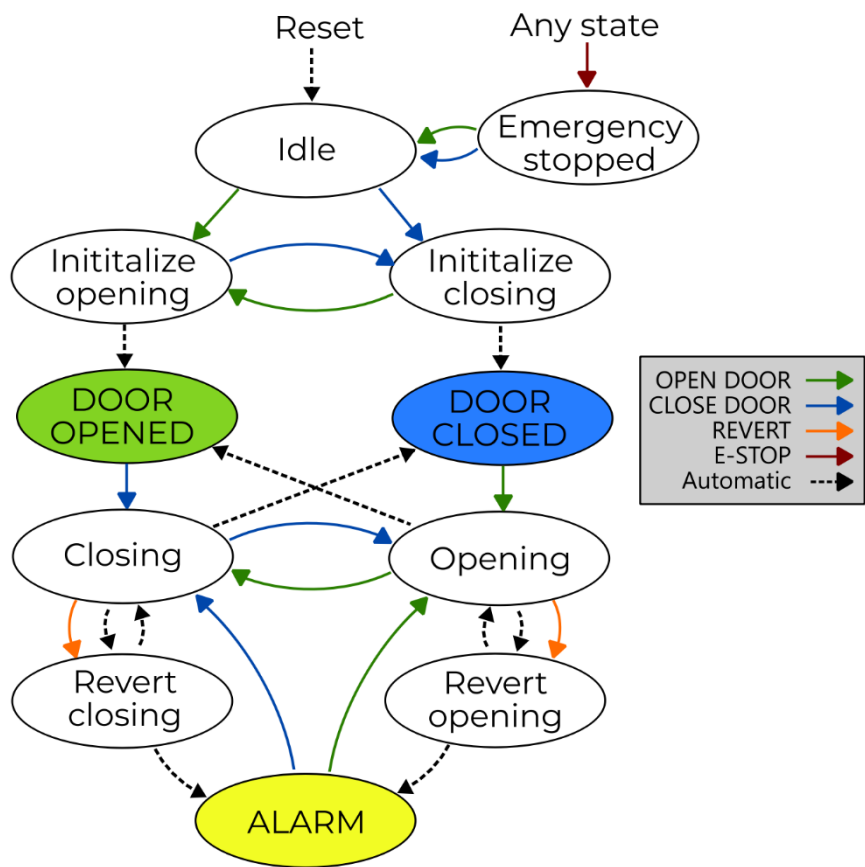 Reset
Any state
Idle
Emergency
stopped
Inititalize
opening
Inititalize
closing
DOOR
OPENED
DOOR
CLOSED
OPEN DOOR
CLOSE DOOR
REVERT
E-STOP
Automatic
Closing
Opening
Revert
closing
Revert
opening
ALARM